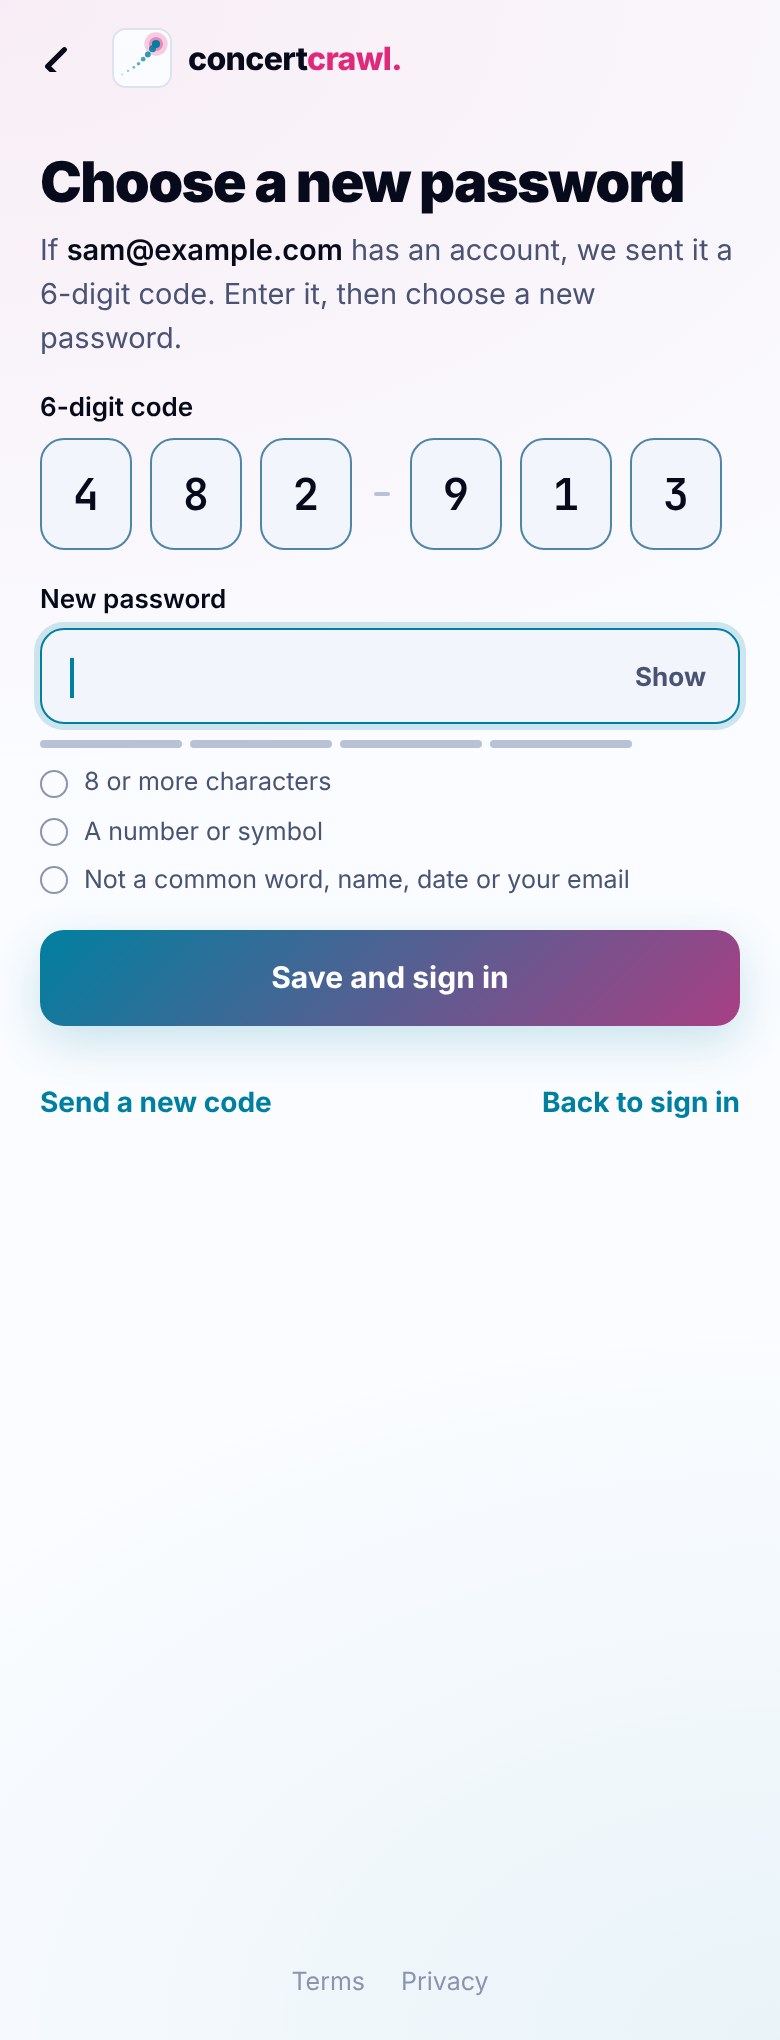 concertcrawl.
Choose a new password
If sam@example.com has an account, we sent it a
6-digit code. Enter it, then choose a new
password.
6-digit code
4 8 2 – 9 1 3
New password
Show
8 or more characters
A number or symbol
Not a common word, name, date or your email
Save and sign in
Send a new code Back to sign in
Terms Privacy